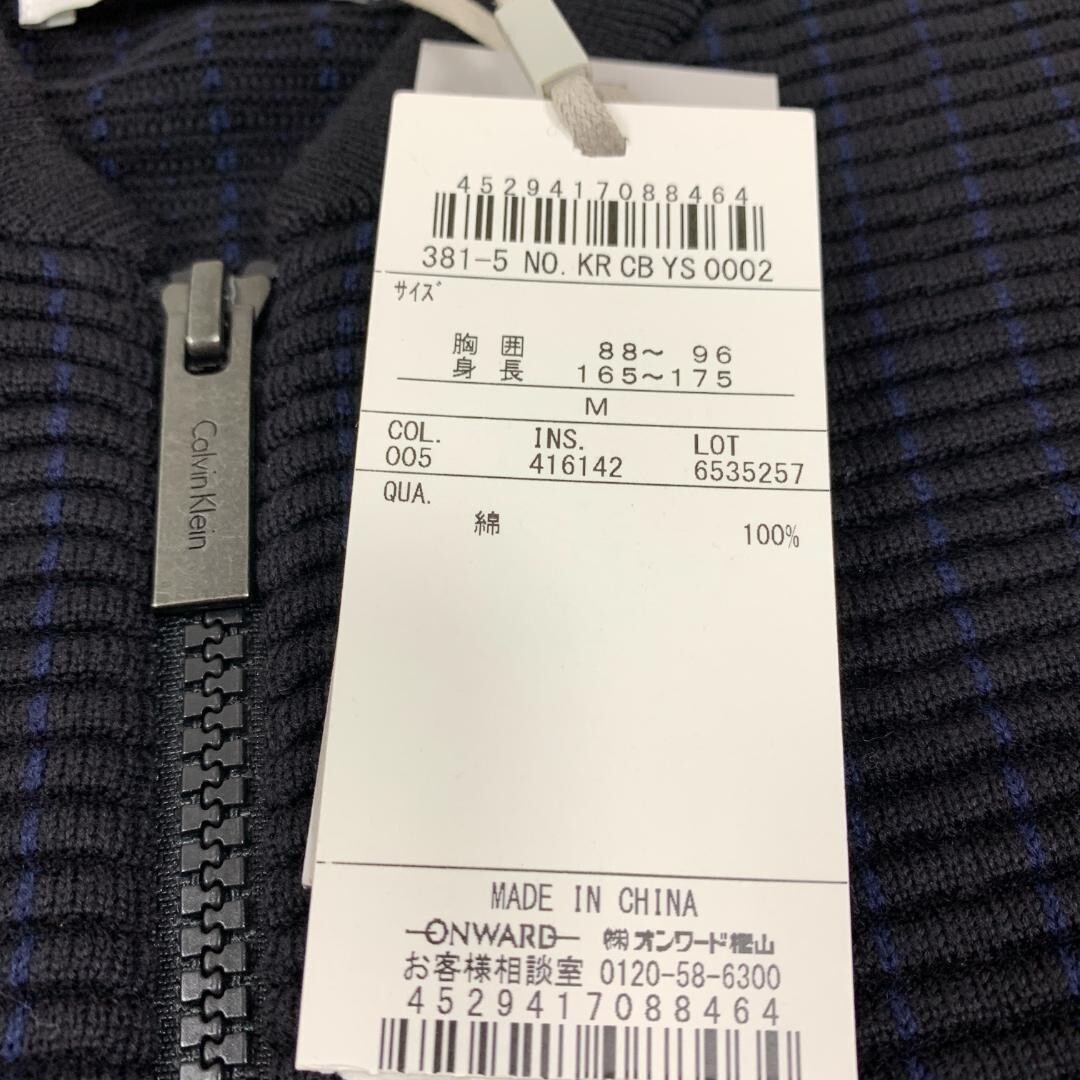 Calvin Klein
4529417088464
381-5 NO. KR CB YS 0002
サイズ
胸 囲 88〜 96
身 長 165〜175
M
COL. INS. LOT
005 416142 6535257
QUA.
綿 100%
MADE IN CHINA
ONWARD ㈱オンワード樫山
お客様相談室 0120-58-6300
4529417088464